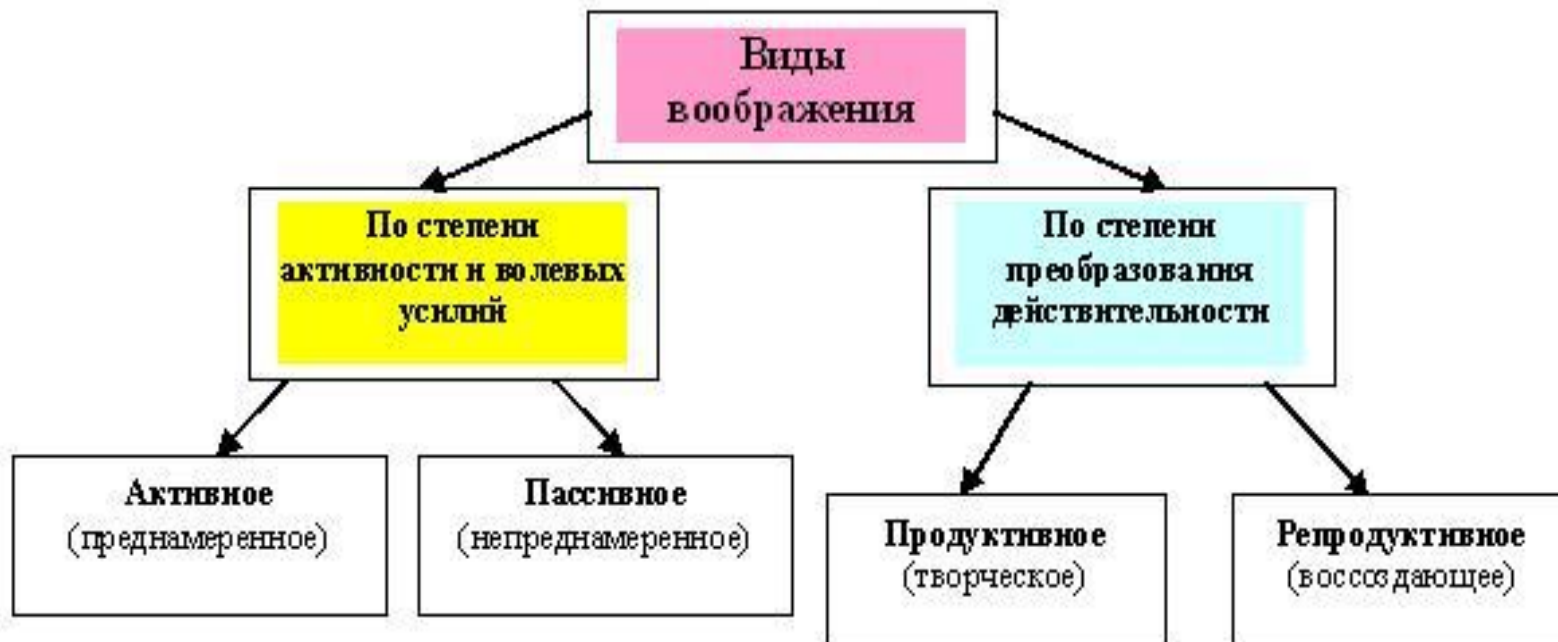 Виды
воображения
По степени
активности и волевых
усилий
По степени
преобразования
действительности
Активное
(преднамеренное)
Пассивное
(непреднамеренное)
Продуктивное
(творческое)
Репродуктивное
(воссоздающее)